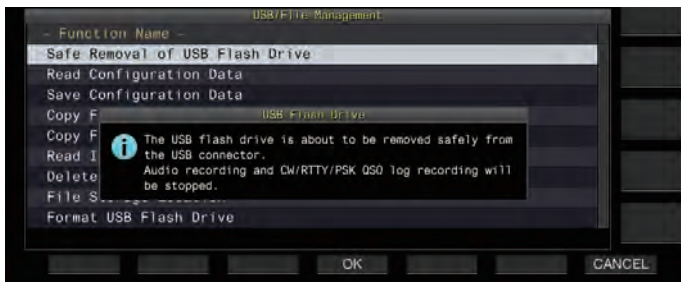 USB/File Management
- Function Name -
Safe Removal of USB Flash Drive
Read Configuration Data
Save Configuration Data
Copy F
USB Flash Drive
Copy F
The USB flash drive is about to be removed safely from
Read I
the USB connector.
Delete
Audio recording and CW/RTTY/PSK QSO log recording will
be stopped.
File S
Format USB Flash Drive
OK
CANCEL